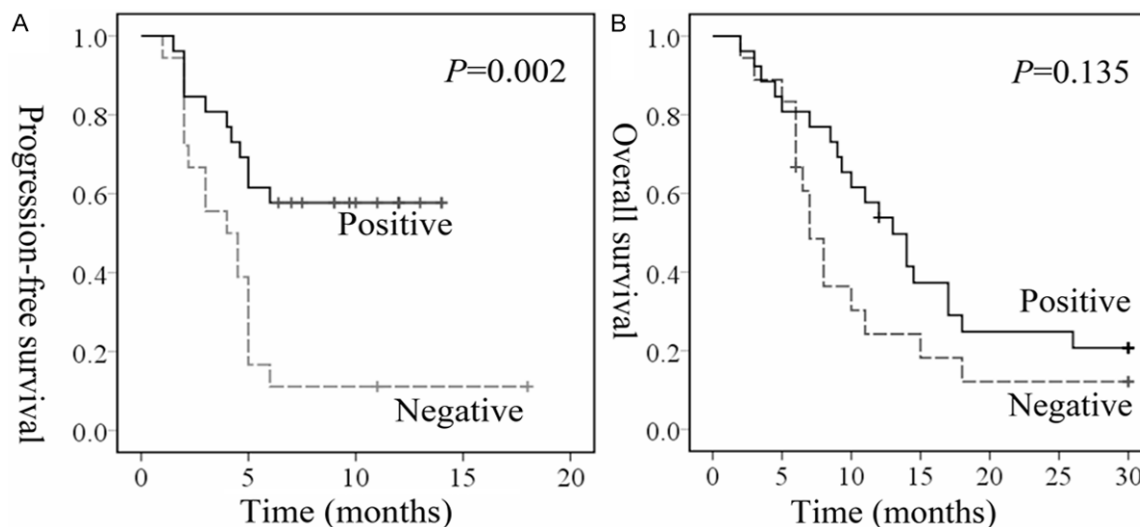 A
Progression-free survival
1.0
0.8
0.6
0.4
0.2
0.0
P=0.002
Positive
Negative
0 5 10 15 20
Time (months)
B
Overall survival
1.0
0.8
0.6
0.4
0.2
0.0
P=0.135
Positive
Negative
0 5 10 15 20 25 30
Time (months)